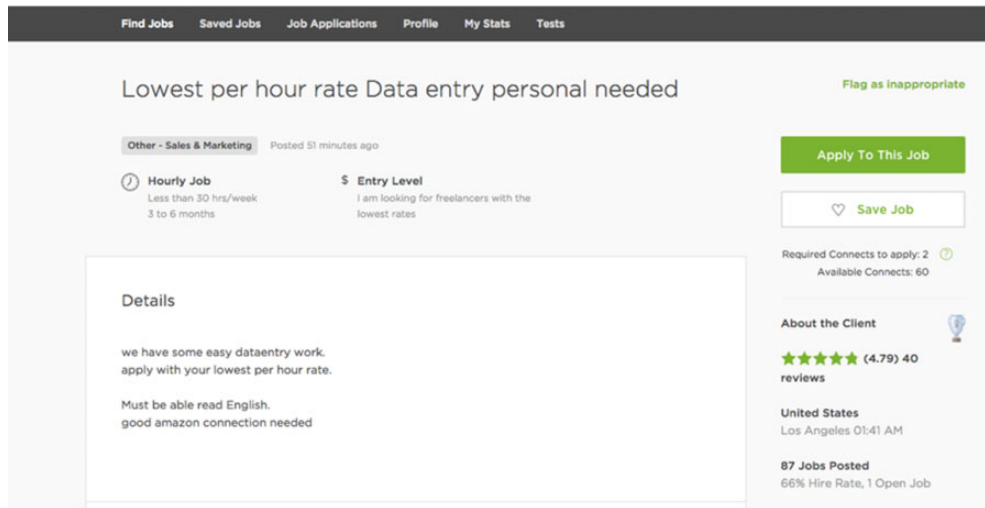 Find Jobs Saved Jobs Job Applications Profile My Stats Tests
Lowest per hour rate Data entry personal needed
Flag as inappropriate
Other - Sales & Marketing Posted 51 minutes ago
Apply To This Job
Hourly Job
Less than 30 hrs/week
3 to 6 months
$ Entry Level
I am looking for freelancers with the
lowest rates
Save Job
Required Connects to apply: 2 ?
Available Connects: 60
Details
we have some easy dataentry work.
apply with your lowest per hour rate.
Must be able read English.
good amazon connection needed
About the Client
(4.79) 40
reviews
United States
Los Angeles 01:41 AM
87 Jobs Posted
66% Hire Rate, 1 Open Job